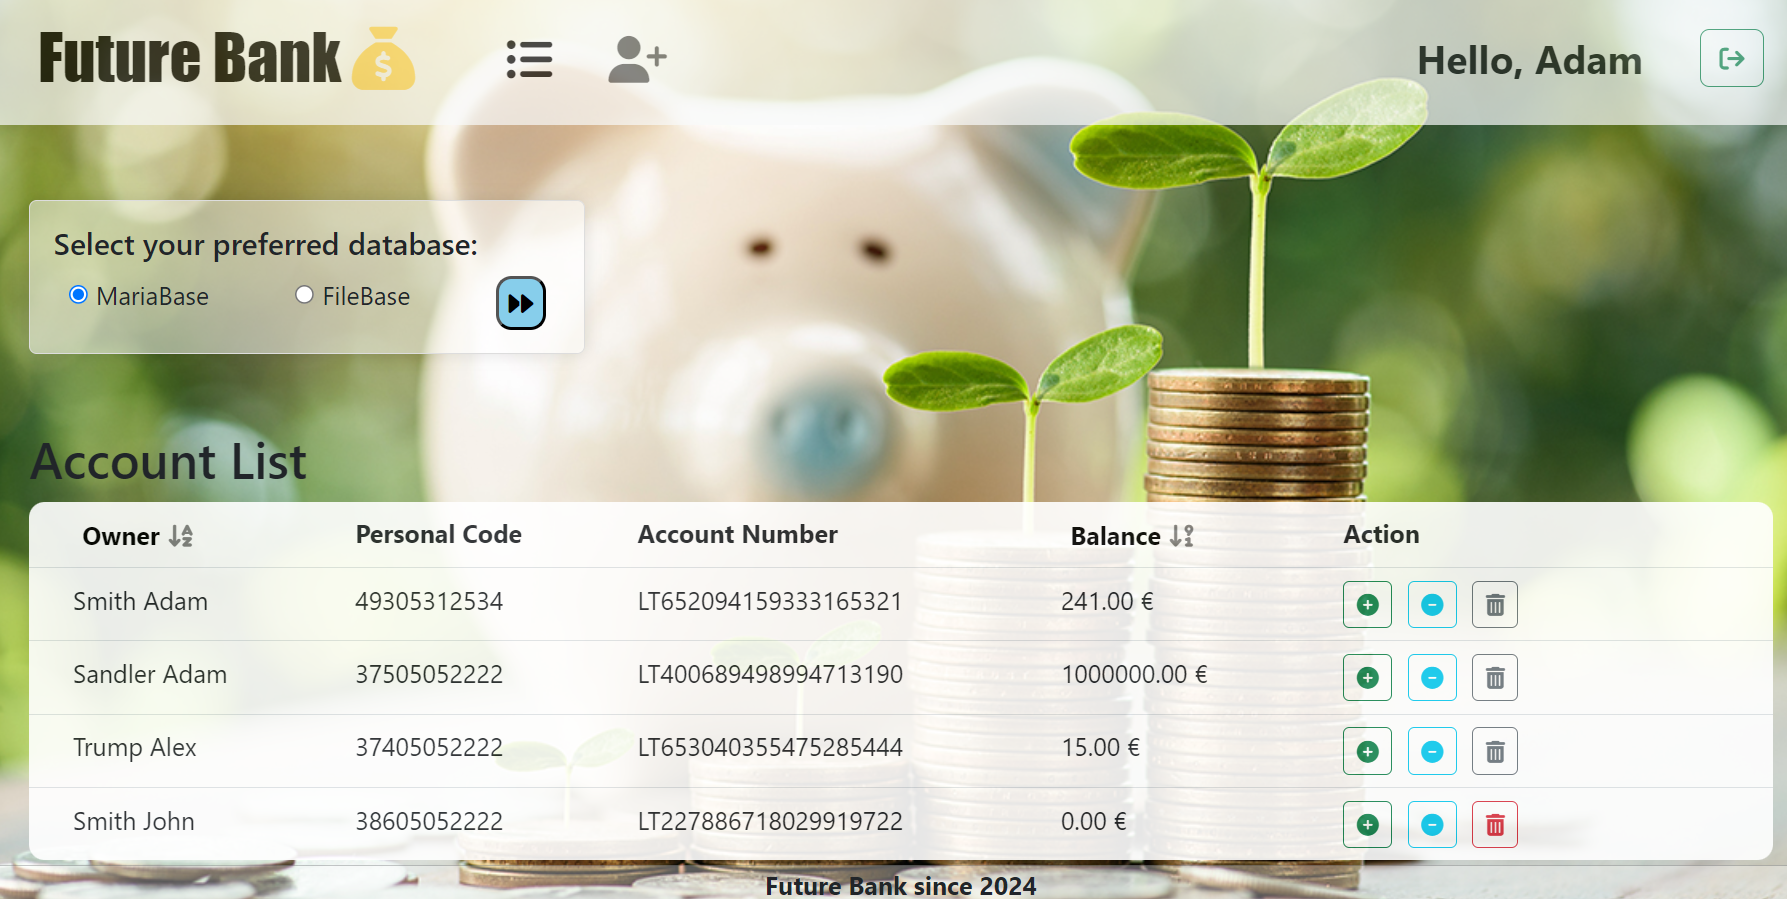 Future Bank
Hello, Adam
Select your preferred database:
MariaBase FileBase
Account List
Owner Personal Code Account Number Balance Action
Smith Adam 49305312534 LT652094159333165321 241.00 €
Sandler Adam 37505052222 LT400689498994713190 1000000.00 €
Trump Alex 37405052222 LT653040355475285444 15.00 €
Smith John 38605052222 LT227886718029919722 0.00 €
Future Bank since 2024